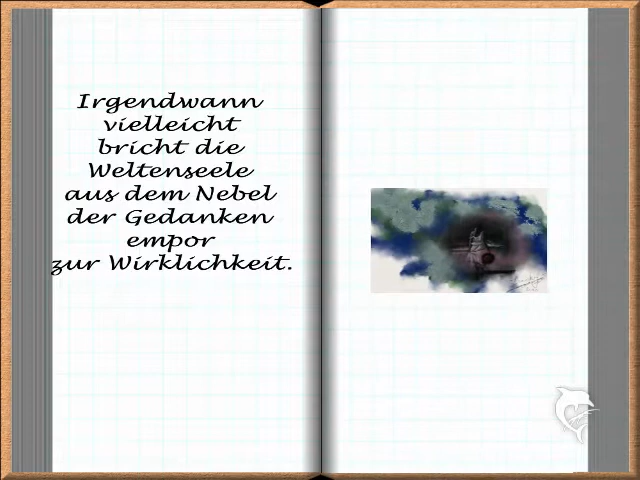 Irgendwann
vielleicht
bricht die
Weltenseele
aus dem Nebel
der Gedanken
empor
zur Wirklichkeit.